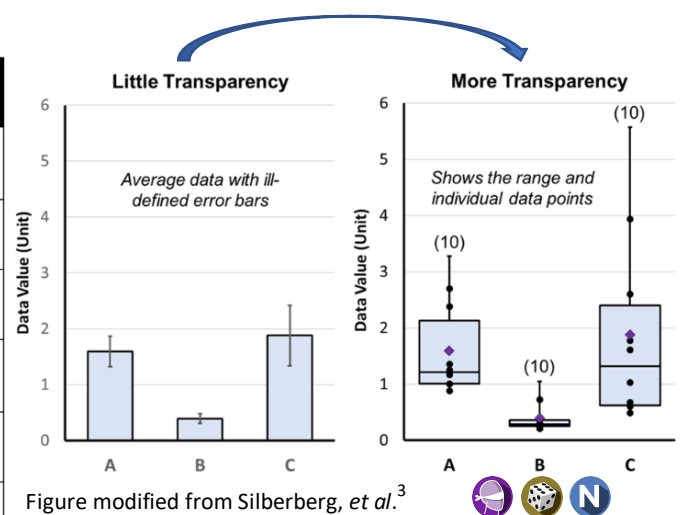 Little Transparency
More Transparency
Average data with ill-
defined error bars
Data Value (Unit)
6
5
4
3
2
1
0
A B C
Shows the range and
individual data points
Data Value (Unit)
6
5
4
3
2
1
0
(10)
(10)
(10)
A B C
Figure modified from Silberberg, et al.3
N